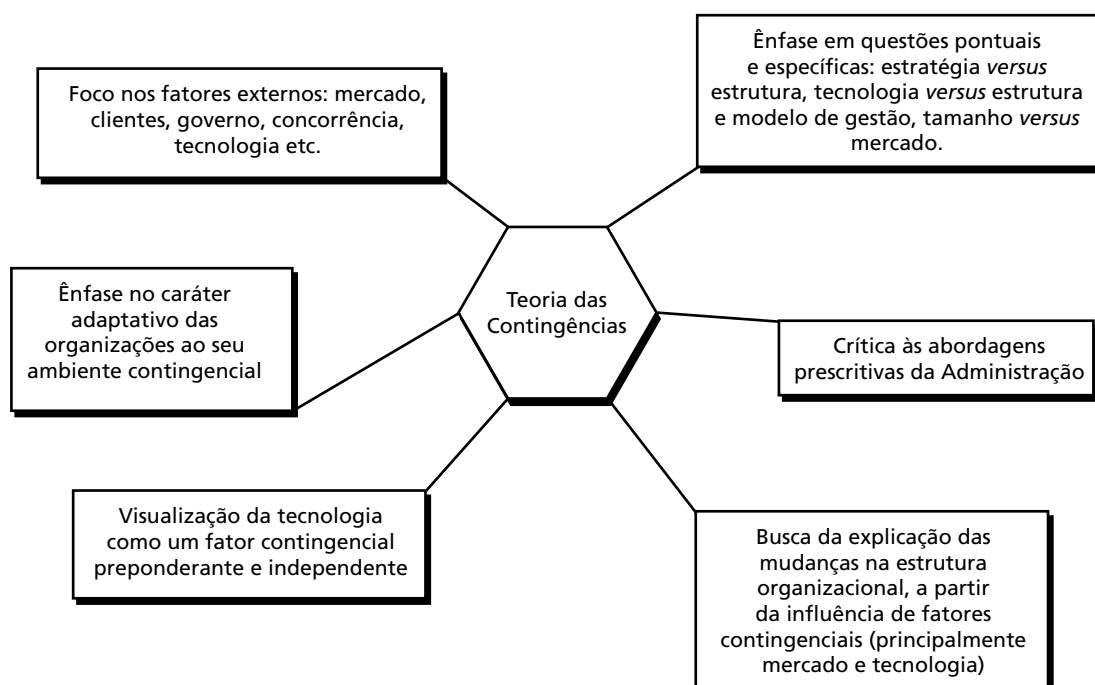 Foco nos fatores externos: mercado,
clientes, governo, concorrência,
tecnologia etc.
Ênfase em questões pontuais
e específicas: estratégia versus
estrutura, tecnologia versus estrutura
e modelo de gestão, tamanho versus
mercado.
Ênfase no caráter
adaptativo das
organizações ao seu
ambiente contingencial
Teoria das
Contingências
Crítica às abordagens
prescritivas da Administração
Visualização da tecnologia
como um fator contingencial
preponderante e independente
Busca da explicação das
mudanças na estrutura
organizacional, a partir
da influência de fatores
contingenciais (principalmente
mercado e tecnologia)